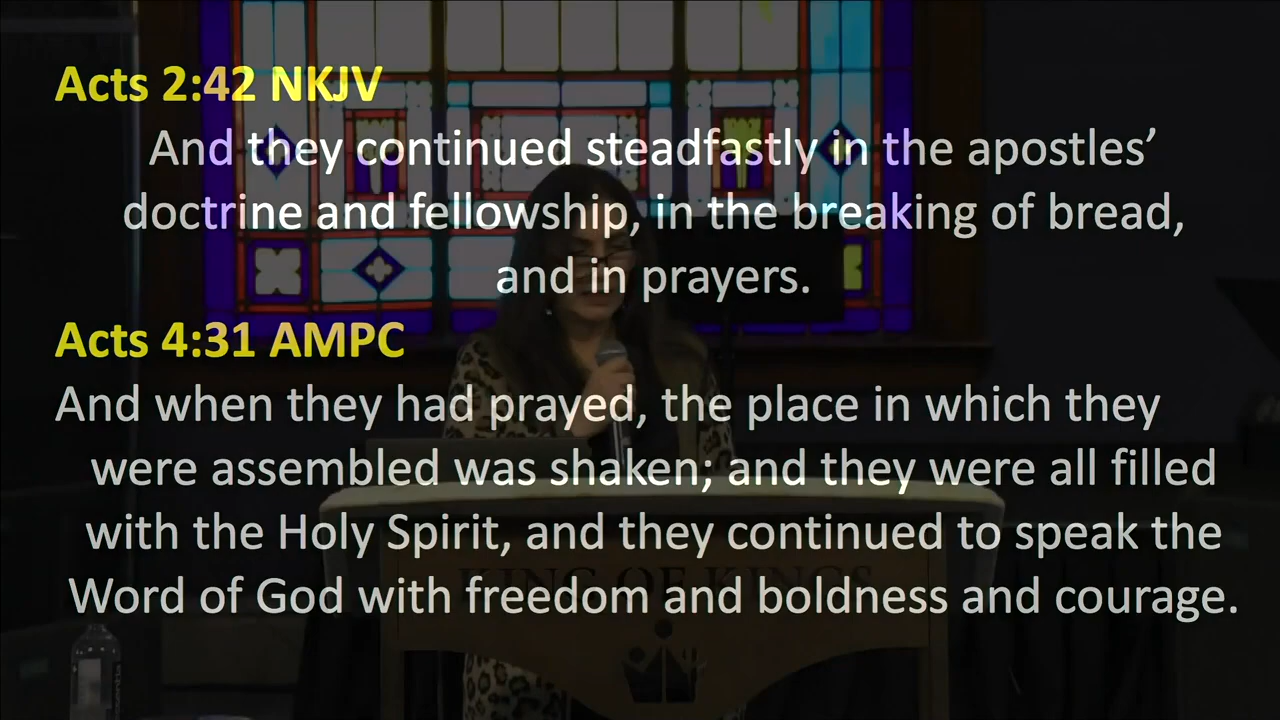 Acts 2:42 NKJV
And they continued steadfastly in the apostles’
doctrine and fellowship, in the breaking of bread,
and in prayers.
Acts 4:31 AMPC
And when they had prayed, the place in which they
were assembled was shaken; and they were all filled
with the Holy Spirit, and they continued to speak the
Word of God with freedom and boldness and courage.
KING OF KINGS